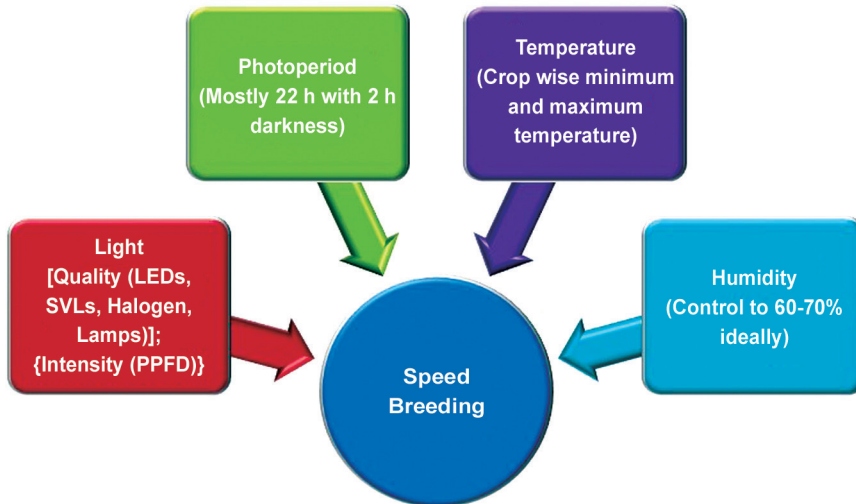 Photoperiod
(Mostly 22 h with 2 h
darkness)
Temperature
(Crop wise minimum
and maximum
temperature)
Light
[Quality (LEDs,
SVLs, Halogen,
Lamps)];
{Intensity (PPFD)}
Humidity
(Control to 60-70%
ideally)
Speed
Breeding